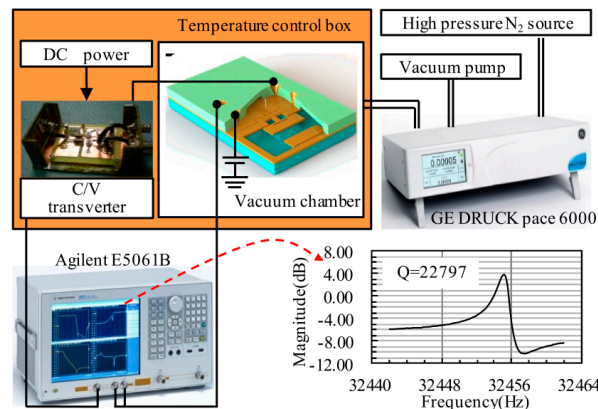 Temperature control box
High pressure N₂ source
DC power
Vacuum pump
0.00005
C/V
transverter
Vacuum chamber
GE DRUCK pace 6000
Agilent E5061B
8.00
4.00
0.00
-4.00
-8.00
-12.00
Magnitude(dB)
Q=22797
32440
32448
32456
32464
Frequency(Hz)